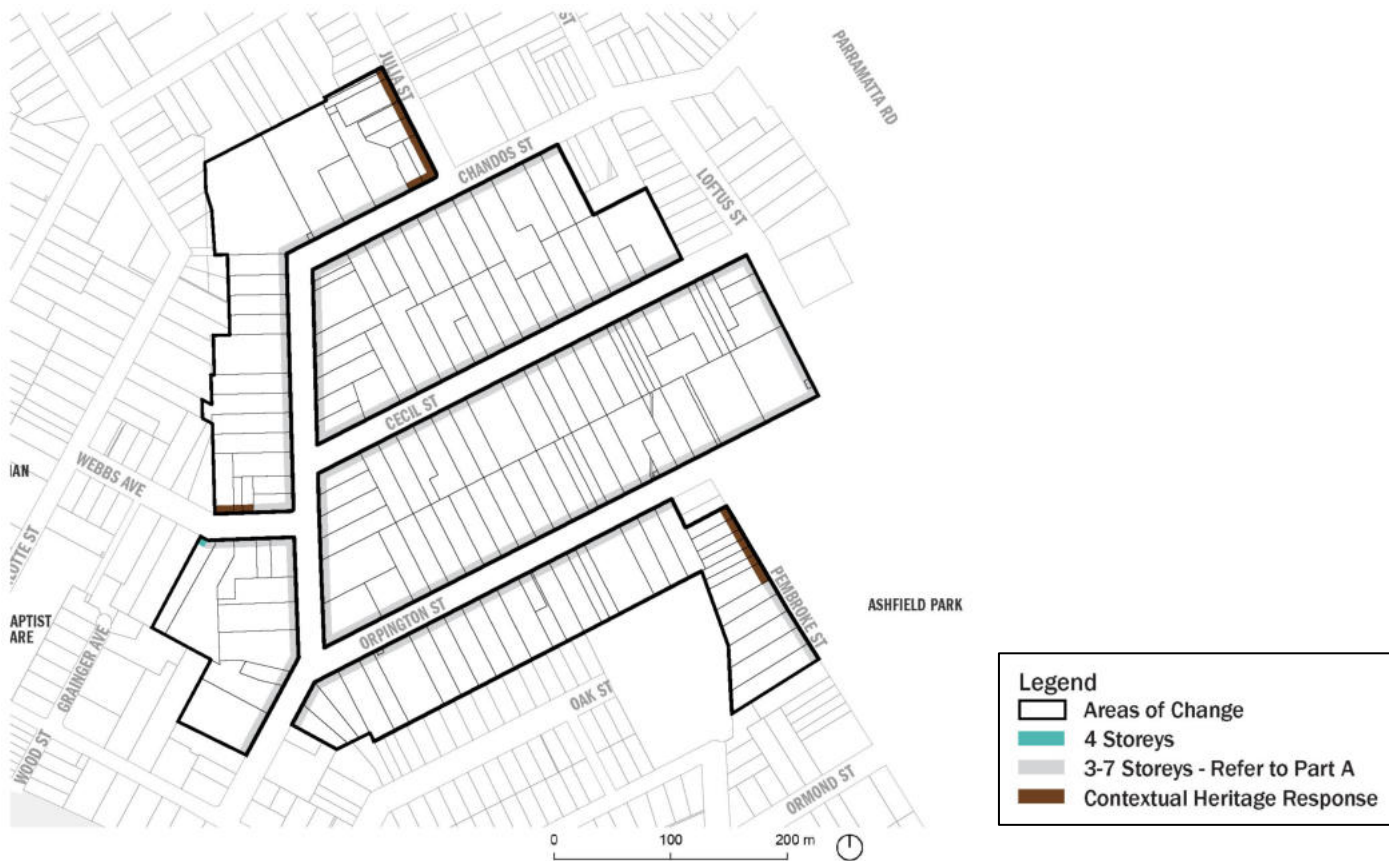 ST
JULIA ST
PARRAMATTA RD
CHANDOS ST
LOFTUS ST
CECIL ST
WEBBS AVE
IAN
LOTTE ST
APTIST
ARE
GRAINGER AVE
ORPINGTON ST
PEMBROKE ST
ASHFIELD PARK
OAK ST
WOOD ST
ORMOND ST
Legend
Areas of Change
4 Storeys
3-7 Storeys - Refer to Part A
Contextual Heritage Response
0 100 200 m